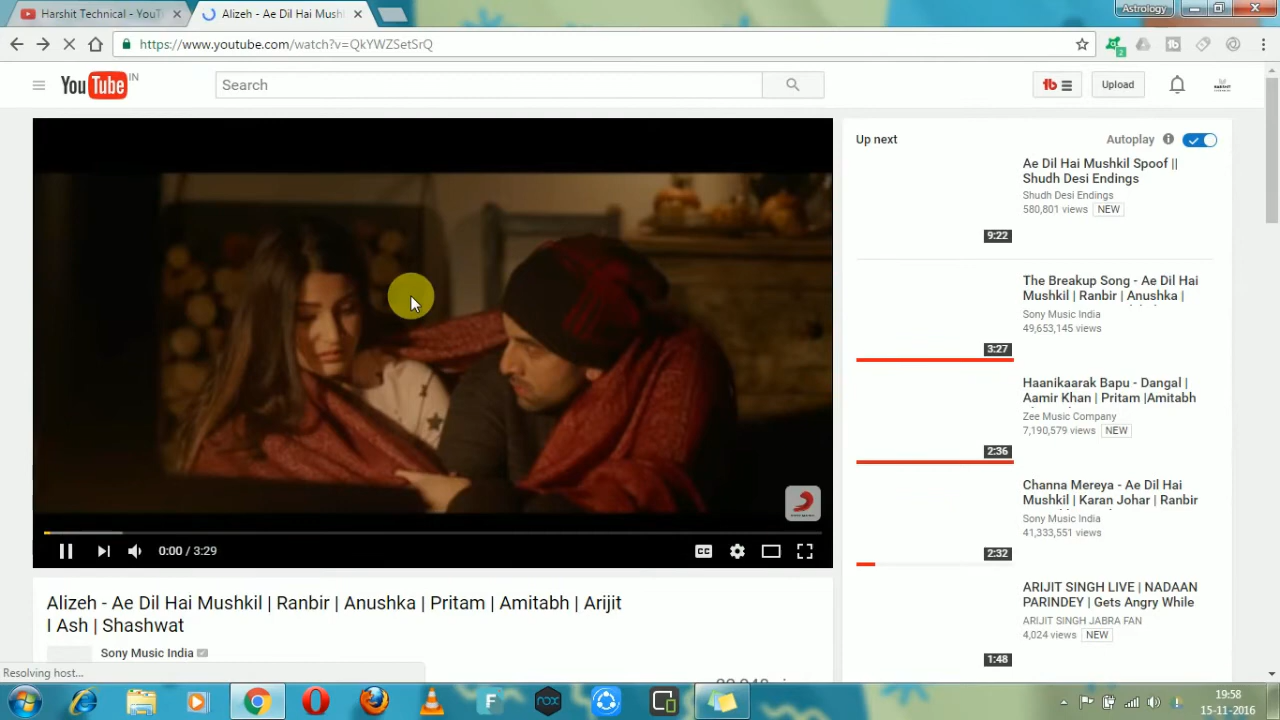 Harshit Technical - YouT
Alizeh - Ae Dil Hai Mush
Astrology
https://www.youtube.com/watch?v=QkYWZSetSrQ
2
YouTube IN
Search
Upload
Up next
Autoplay
Ae Dil Hai Mushkil Spoof ||
Shudh Desi Endings
Shudh Desi Endings
580,801 views NEW
9:22
The Breakup Song - Ae Dil Hai
Mushkil | Ranbir | Anushka |
Sony Music India
49,653,145 views
3:27
Haanikaarak Bapu - Dangal |
Aamir Khan | Pritam |Amitabh
Zee Music Company
7,190,579 views NEW
2:36
Channa Mereya - Ae Dil Hai
Mushkil | Karan Johar | Ranbir
Sony Music India
41,333,551 views
2:32
ARIJIT SINGH LIVE | NADAAN
PARINDEY | Gets Angry While
ARIJIT SINGH JABRA FAN
4,024 views NEW
1:48
0:00 / 3:29
CC
Alizeh - Ae Dil Hai Mushkil | Ranbir | Anushka | Pritam | Amitabh | Arijit
I Ash | Shashwat
Sony Music India
Resolving host...
F
nox
19:58
15-11-2016